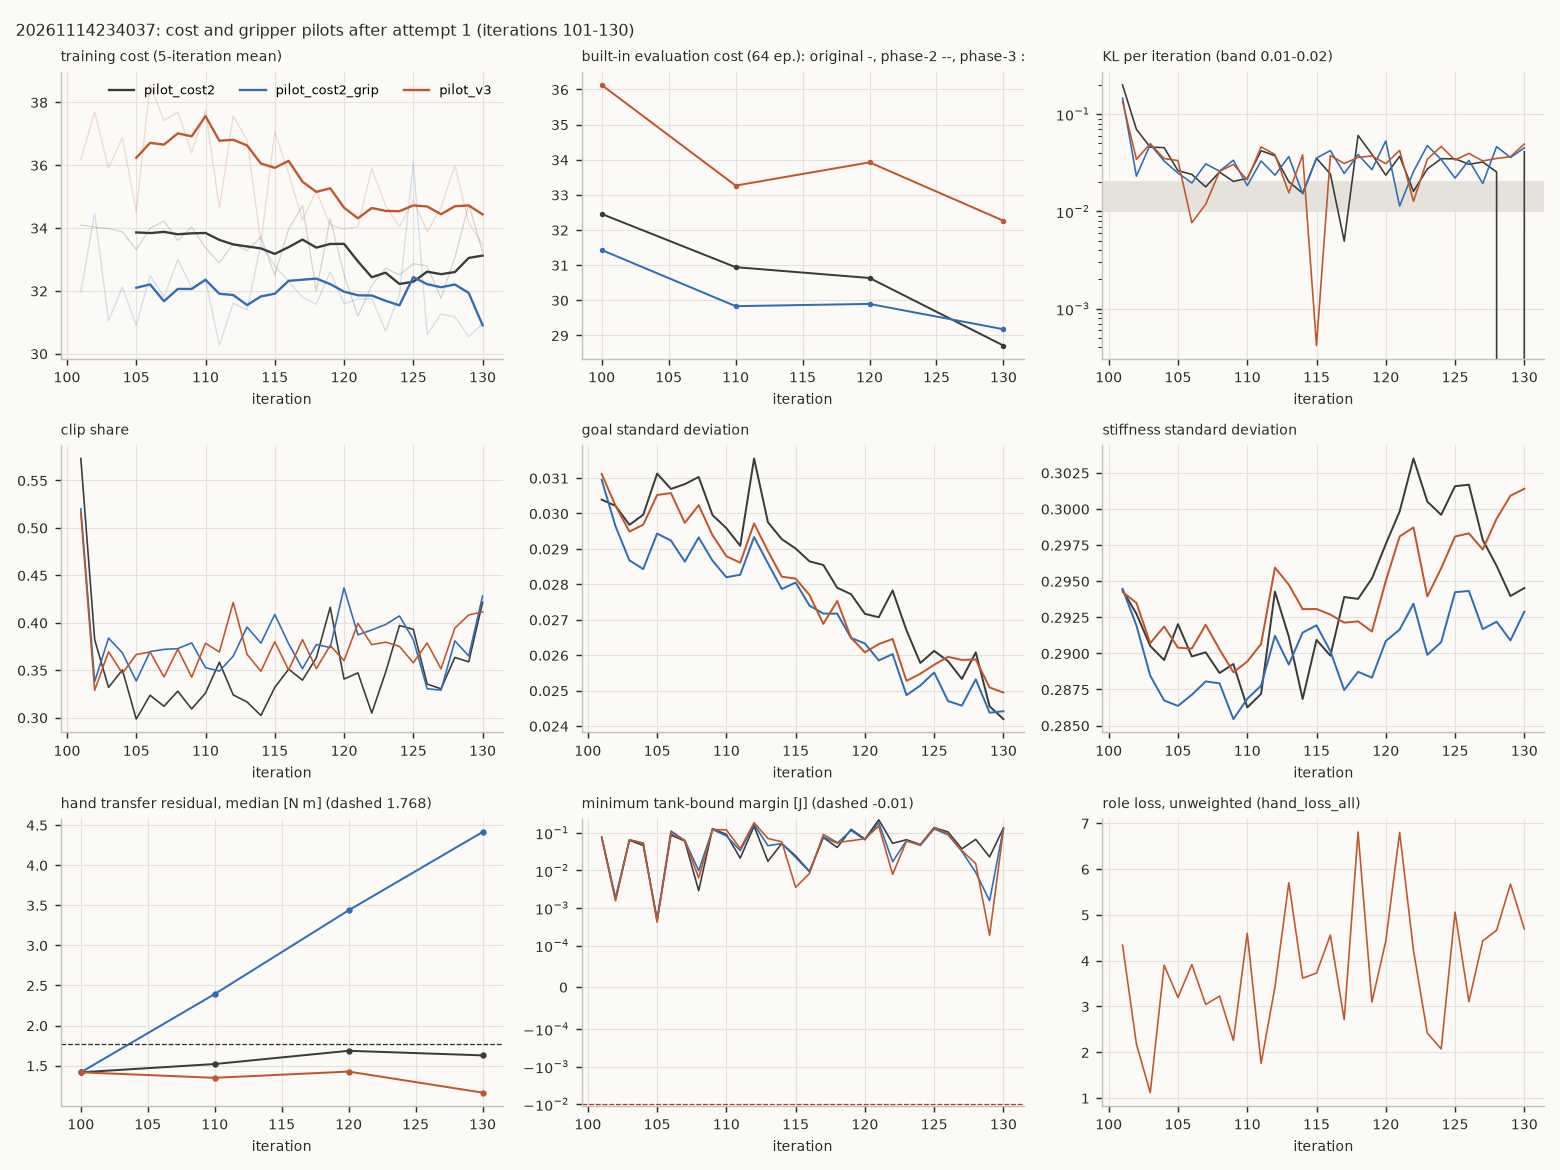 20261114234037: cost and gripper pilots after attempt 1 (iterations 101-130)
training cost (5-iteration mean)
pilot_cost2
pilot_cost2_grip
pilot_v3
38
36
34
32
30
100 105 110 115 120 125 130
iteration
built-in evaluation cost (64 ep.): original -, phase-2 --, phase-3 :
36
35
34
33
32
31
30
29
100 105 110 115 120 125 130
iteration
KL per iteration (band 0.01-0.02)
10⁻¹
10⁻²
10⁻³
100 105 110 115 120 125 130
iteration
clip share
0.55
0.50
0.45
0.40
0.35
0.30
100 105 110 115 120 125 130
iteration
goal standard deviation
0.031
0.030
0.029
0.028
0.027
0.026
0.025
0.024
100 105 110 115 120 125 130
iteration
stiffness standard deviation
0.3025
0.3000
0.2975
0.2950
0.2925
0.2900
0.2875
0.2850
100 105 110 115 120 125 130
iteration
hand transfer residual, median [N m] (dashed 1.768)
4.5
4.0
3.5
3.0
2.5
2.0
1.5
100 105 110 115 120 125 130
iteration
minimum tank-bound margin [J] (dashed -0.01)
10⁻¹
10⁻²
10⁻³
10⁻⁴
0
−10⁻⁴
−10⁻³
−10⁻²
100 105 110 115 120 125 130
iteration
role loss, unweighted (hand_loss_all)
7
6
5
4
3
2
1
100 105 110 115 120 125 130
iteration